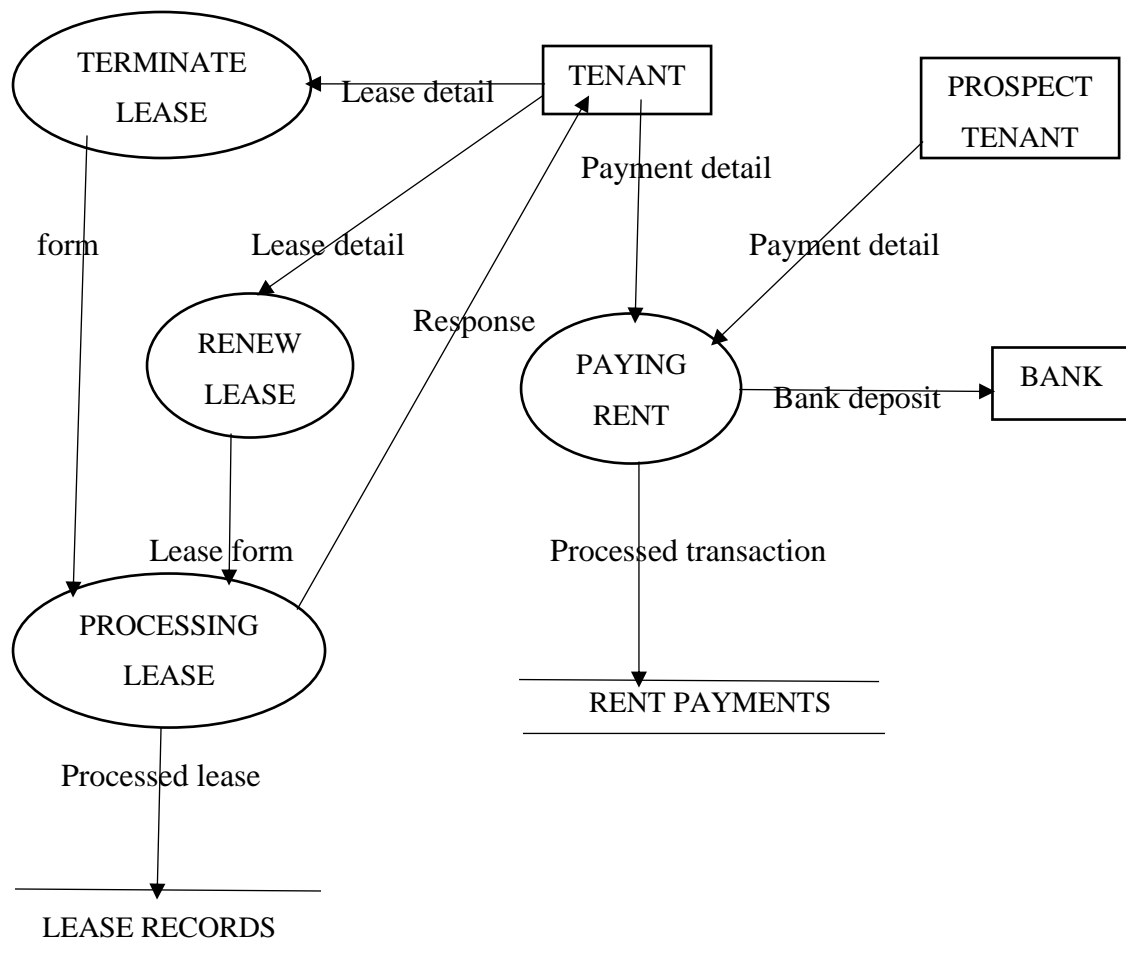 TERMINATE
LEASE
Lease detail
TENANT
PROSPECT
TENANT
Payment detail
form
Lease detail
Payment detail
Response
RENEW
LEASE
PAYING
RENT
Bank deposit
BANK
Lease form
Processed transaction
PROCESSING
LEASE
RENT PAYMENTS
Processed lease
LEASE RECORDS